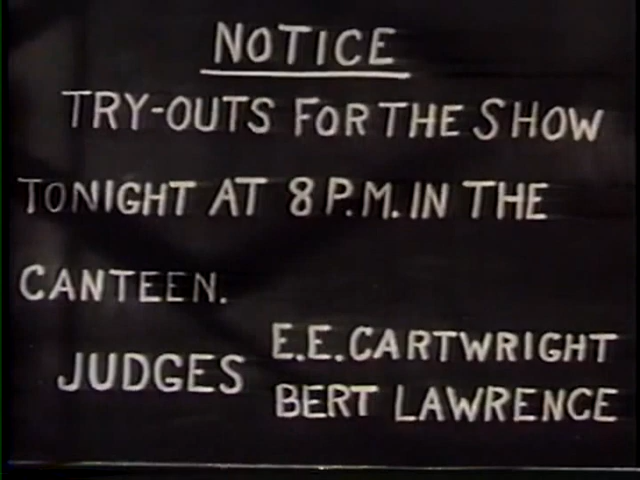 NOTICE
TRY-OUTS FOR THE SHOW
TONIGHT AT 8 P.M. IN THE
CANTEEN.
JUDGES
E.E.CARTWRIGHT
BERT LAWRENCE